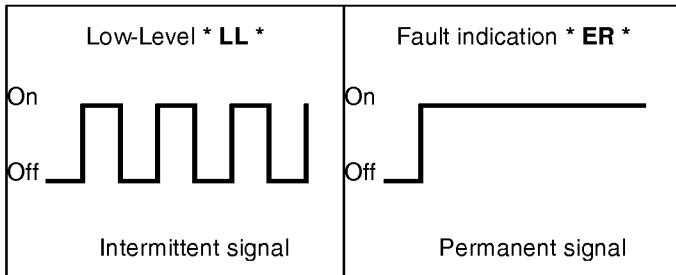 Low-Level * LL *
On
Off
Intermittent signal
Fault indication * ER *
On
Off
Permanent signal